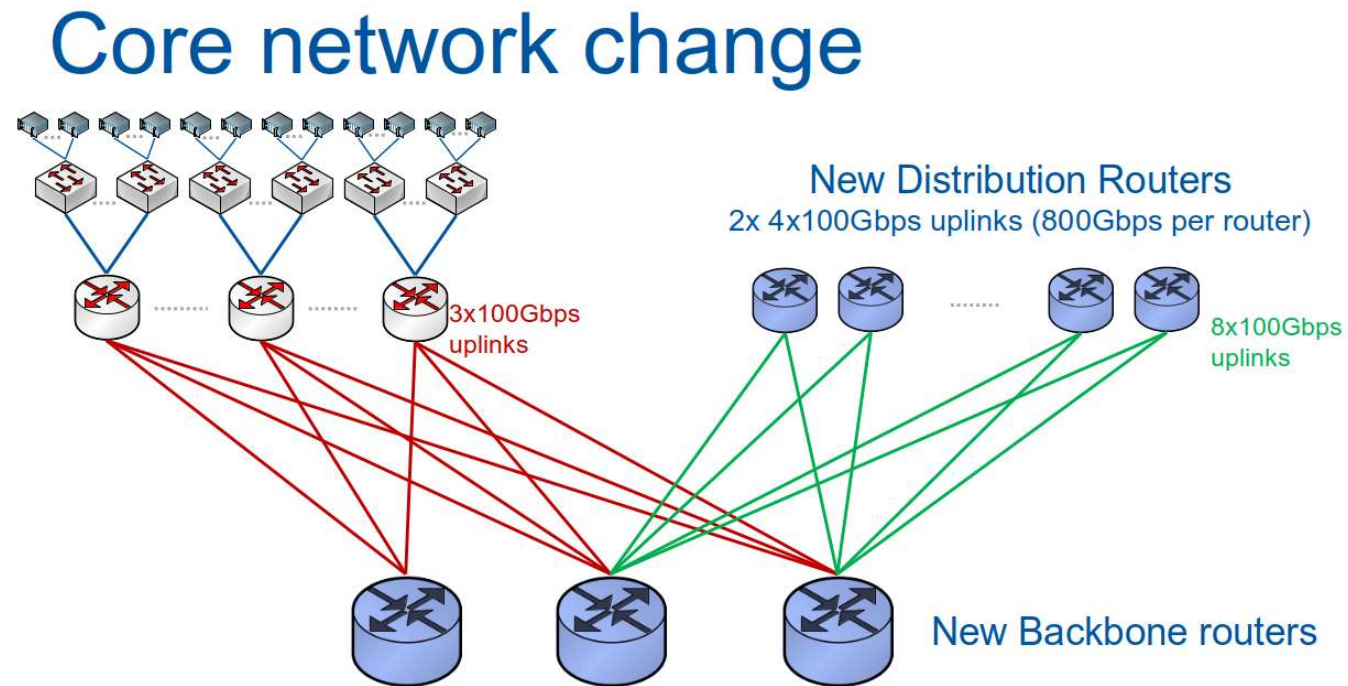 Core network change
New Distribution Routers
2x 4x100Gbps uplinks (800Gbps per router)
3x100Gbps
uplinks
8x100Gbps
uplinks
New Backbone routers